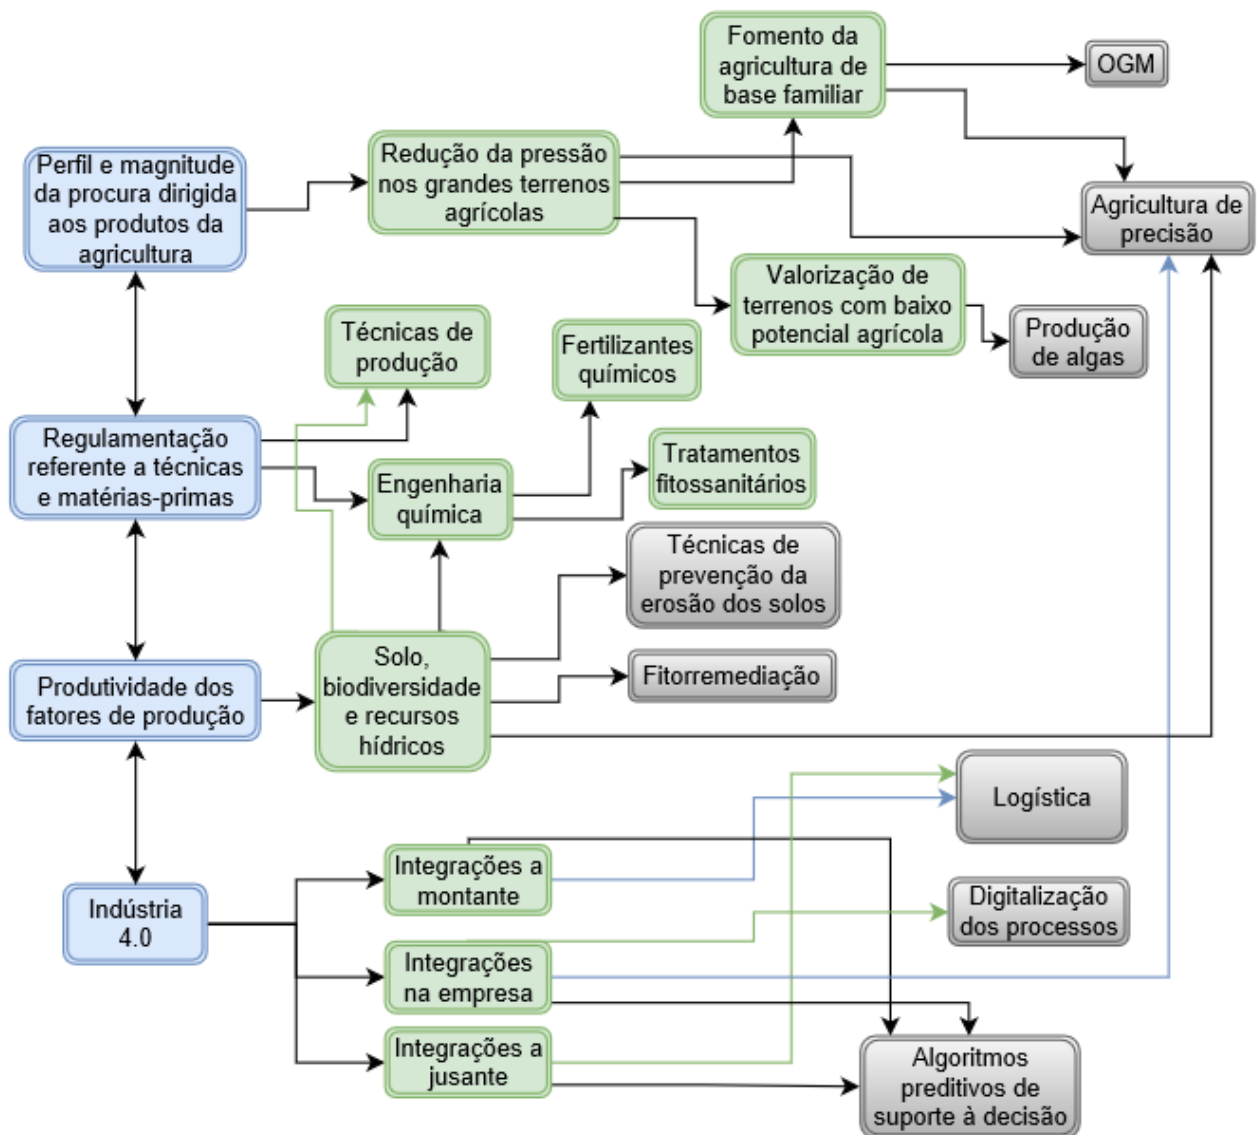 Fomento da
agricultura de
base familiar
OGM
Perfil e magnitude
da procura dirigida
aos produtos da
agricultura
Redução da pressão
nos grandes terrenos
agrícolas
Agricultura de
precisão
Valorização de
terrenos com baixo
potencial agrícola
Produção
de algas
Técnicas de
produção
Fertilizantes
químicos
Regulamentação
referente a técnicas
e matérias-primas
Engenharia
química
Tratamentos
fitossanitários
Técnicas de
prevenção da
erosão dos solos
Produtividade dos
fatores de produção
Solo,
biodiversidade
e recursos
hídricos
Fitorremediação
Logística
Indústria
4.0
Integrações a
montante
Digitalização
dos processos
Integrações
na empresa
Integrações a
jusante
Algoritmos
preditivos de
suporte à decisão